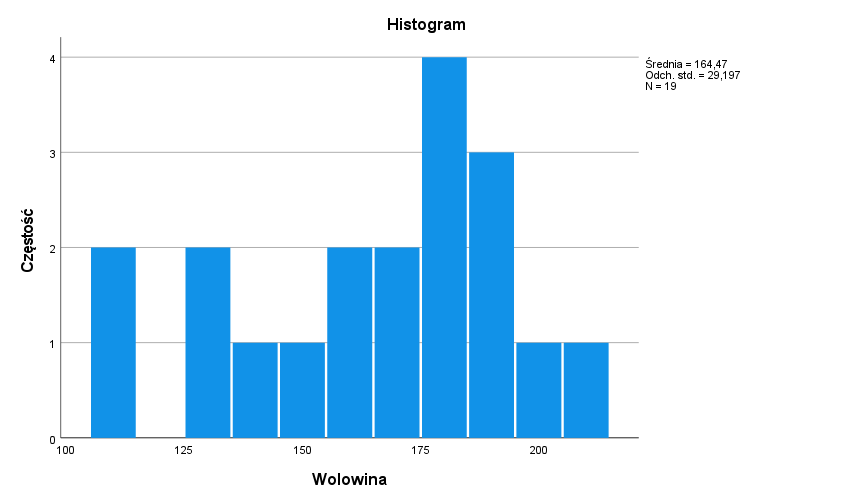 Histogram
Średnia = 164,47
Odch. std. = 29,197
N = 19
Częstość
4
3
2
1
0
100 125 150 175 200
Wolowina